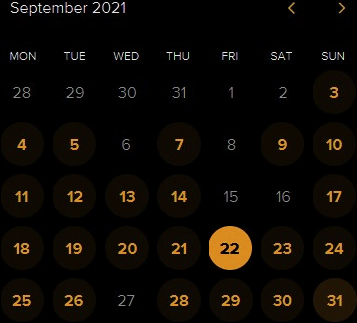 September 2021
MON TUE WED THU FRI SAT SUN
28 29 30 31 1 2 3
4 5 6 7 8 9 10
11 12 13 14 15 16 17
18 19 20 21 22 23 24
25 26 27 28 29 30 31